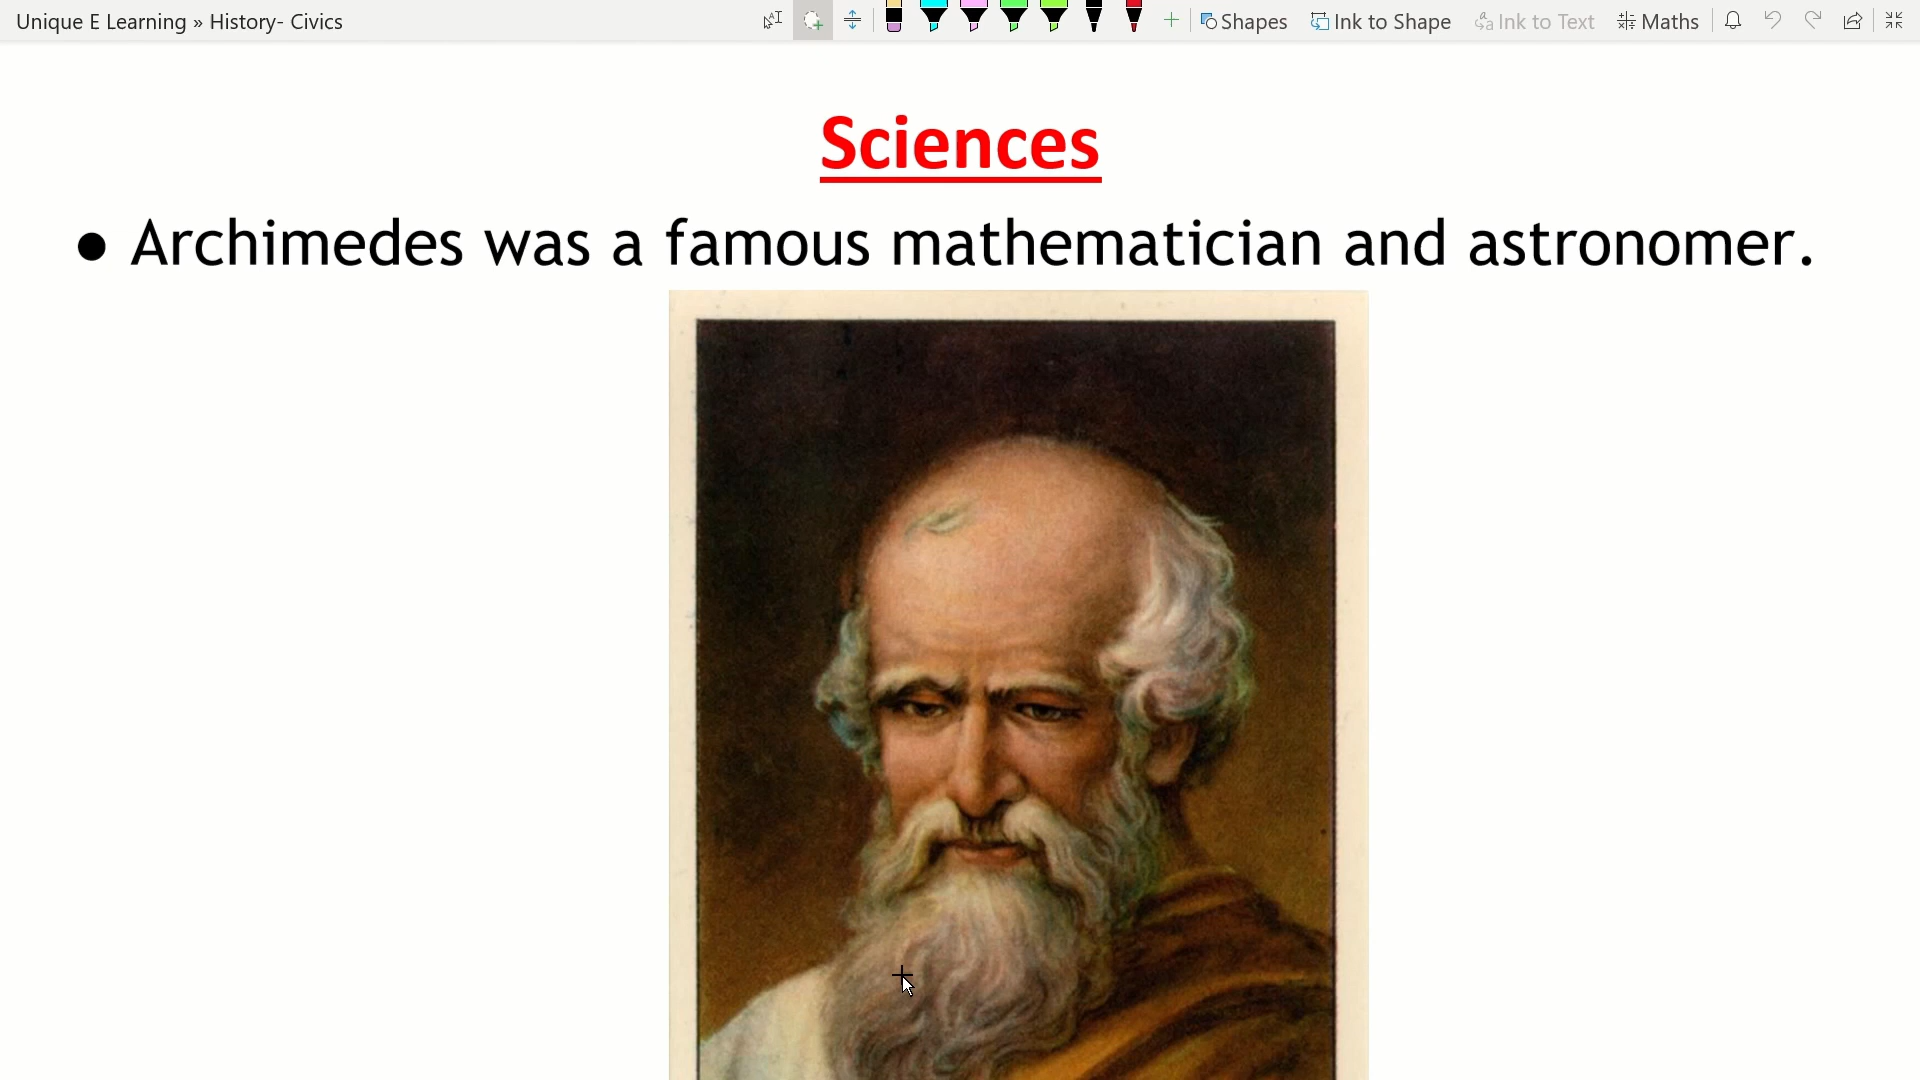 Unique E Learning » History- Civics
Shapes
Ink to Shape
Ink to Text
Maths
Sciences
● Archimedes was a famous mathematician and astronomer.